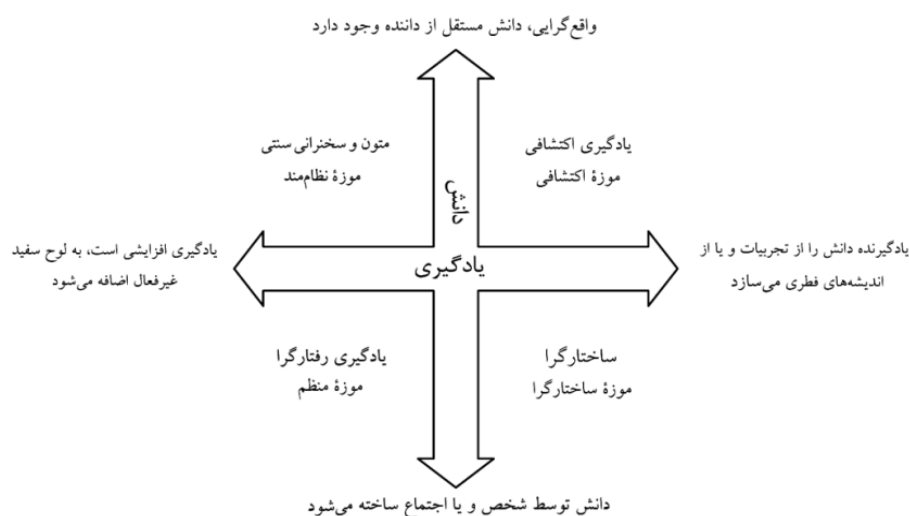 واقع‌گرایی، دانش مستقل از داننده وجود دارد
یادگیری اکتشافی
موزهٔ اکتشافی
متون و سخنرانی سنتی
موزهٔ نظام‌مند
دانش
یادگیری
یادگیرنده دانش را از تجربیات و یا از
اندیشه‌های فطری می‌سازد
یادگیری افزایشی است، به لوح سفید
غیرفعال اضافه می‌شود
ساختارگرا
موزهٔ ساختارگرا
یادگیری رفتارگرا
موزهٔ منظم
دانش توسط شخص و یا اجتماع ساخته می‌شود